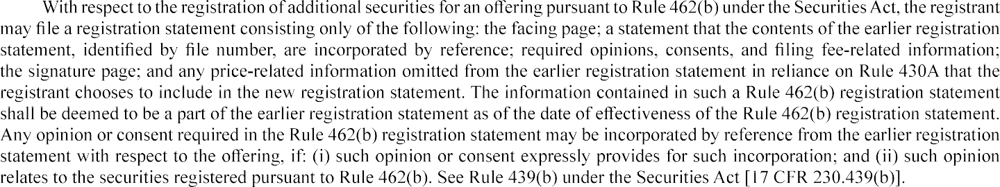 With respect to the registration of additional securities for an offering pursuant to Rule 462(b) under the Securities Act, the registrant
may file a registration statement consisting only of the following: the facing page; a statement that the contents of the earlier registration
statement, identified by file number, are incorporated by reference; required opinions, consents, and filing fee-related information;
the signature page; and any price-related information omitted from the earlier registration statement in reliance on Rule 430A that the
registrant chooses to include in the new registration statement. The information contained in such a Rule 462(b) registration statement
shall be deemed to be a part of the earlier registration statement as of the date of effectiveness of the Rule 462(b) registration statement.
Any opinion or consent required in the Rule 462(b) registration statement may be incorporated by reference from the earlier registration
statement with respect to the offering, if: (i) such opinion or consent expressly provides for such incorporation; and (ii) such opinion
relates to the securities registered pursuant to Rule 462(b). See Rule 439(b) under the Securities Act [17 CFR 230.439(b)].